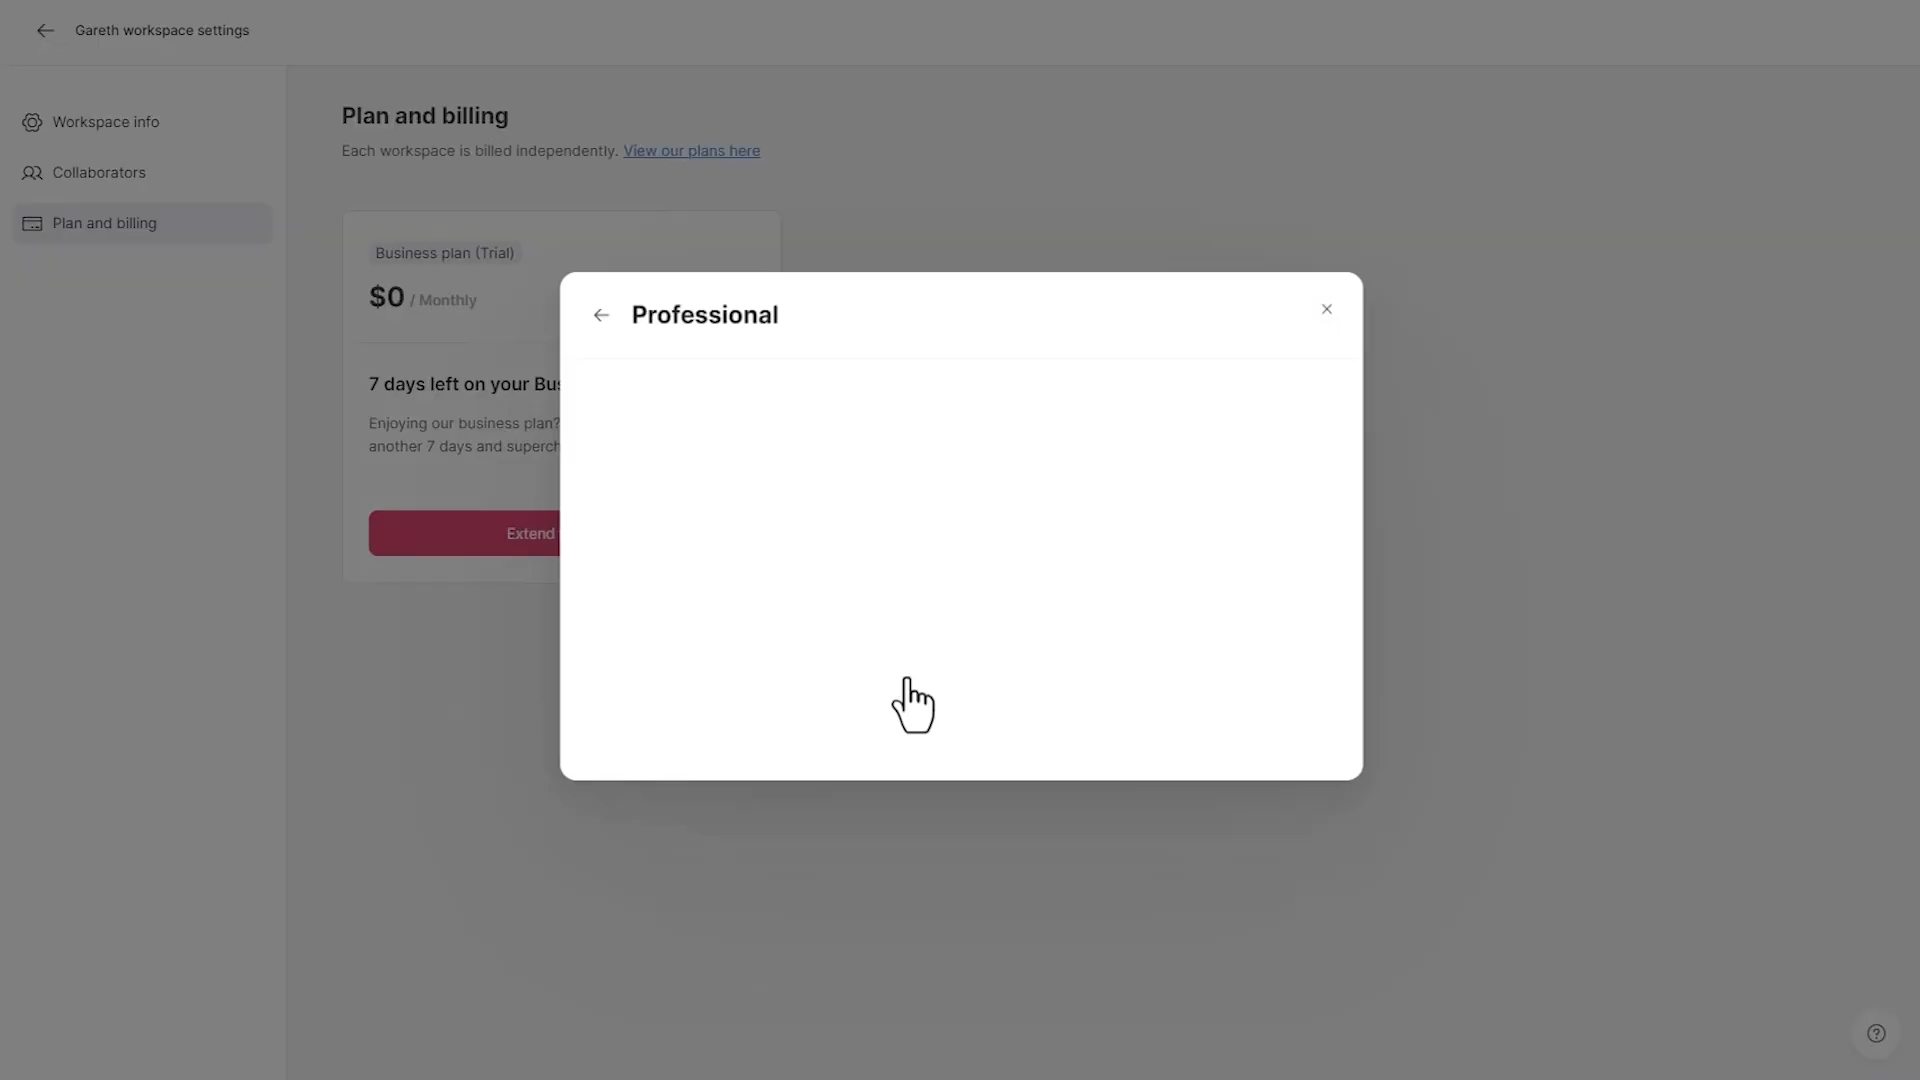 Gareth workspace settings
Workspace info
Collaborators
Plan and billing
Plan and billing
Each workspace is billed independently. View our plans here
Business plan (Trial)
$0 / Monthly
7 days left on your
Enjoying our business plan?
another 7 days and
Extend
Professional